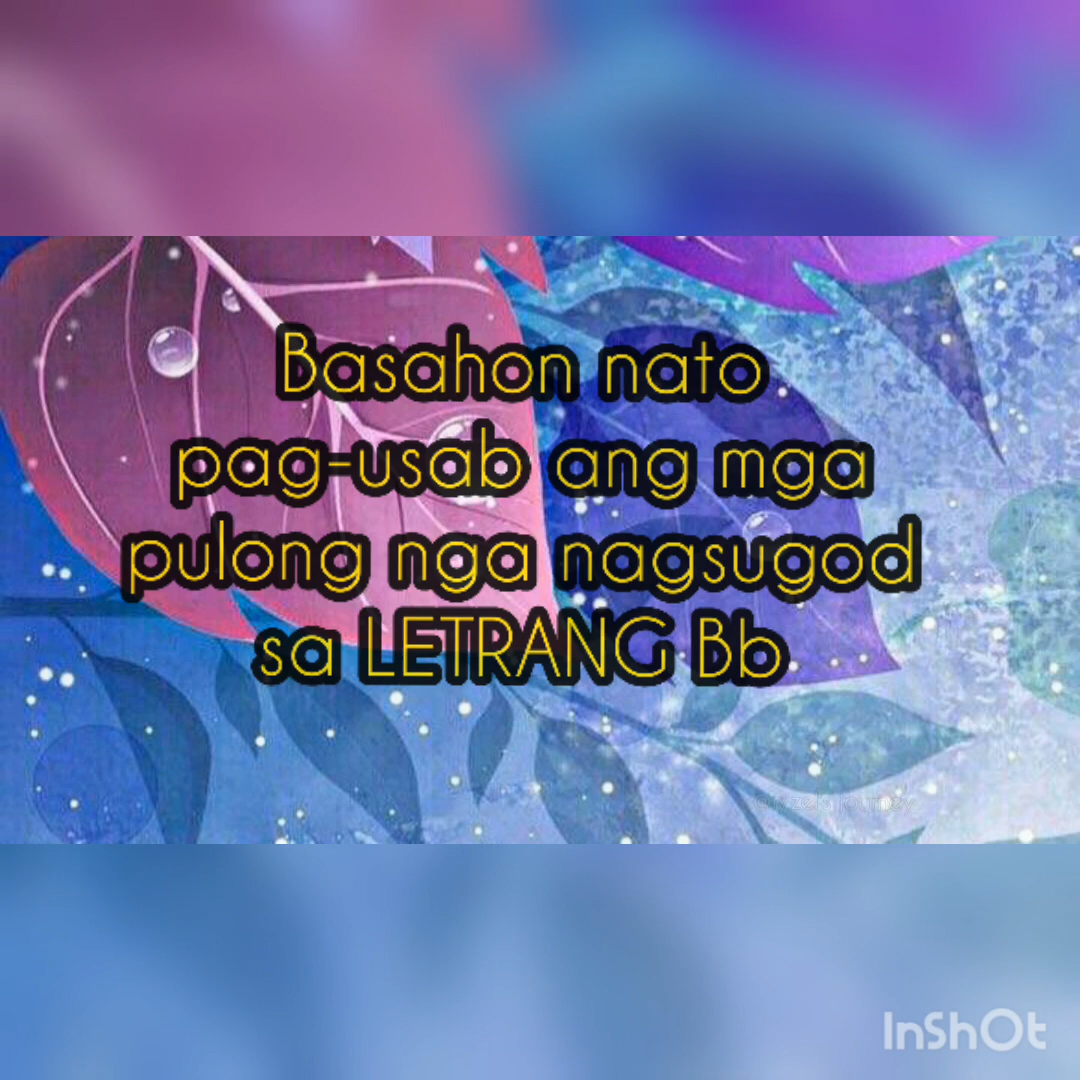 Basahon nato
pag-usab ang mga
pulong nga nagsugod
sa LETRANG Bb
InShOt